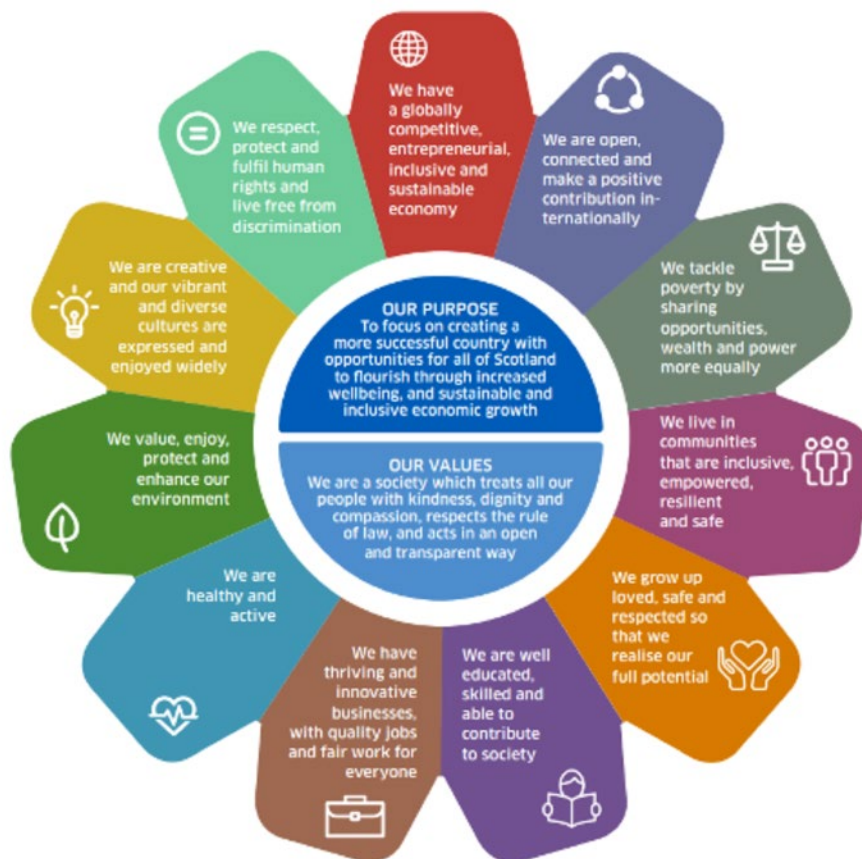 We have
a globally
competitive,
entrepreneurial,
inclusive and
sustainable
economy
We are open,
connected and
make a positive
contribution in-
ternationally
We tackle
poverty by
sharing
opportunities,
wealth and power
more equally
We live in
communities
that are inclusive,
empowered,
resilient
and safe
We grow up
loved, safe and
respected so
that we
realise our
full potential
We are well
educated,
skilled and
able to
contribute
to society
We have
thriving and
innovative
businesses,
with quality jobs
and fair work for
everyone
We are
healthy and
active
We value, enjoy,
protect and
enhance our
environment
We are creative
and our vibrant
and diverse
cultures are
expressed and
enjoyed widely
We respect,
protect and
fulfil human
rights and
live free from
discrimination
OUR PURPOSE
To focus on creating a
more successful country with
opportunities for all of Scotland
to flourish through increased
wellbeing, and sustainable and
inclusive economic growth
OUR VALUES
We are a society which treats all our
people with kindness, dignity and
compassion, respects the rule
of law, and acts in an open
and transparent way